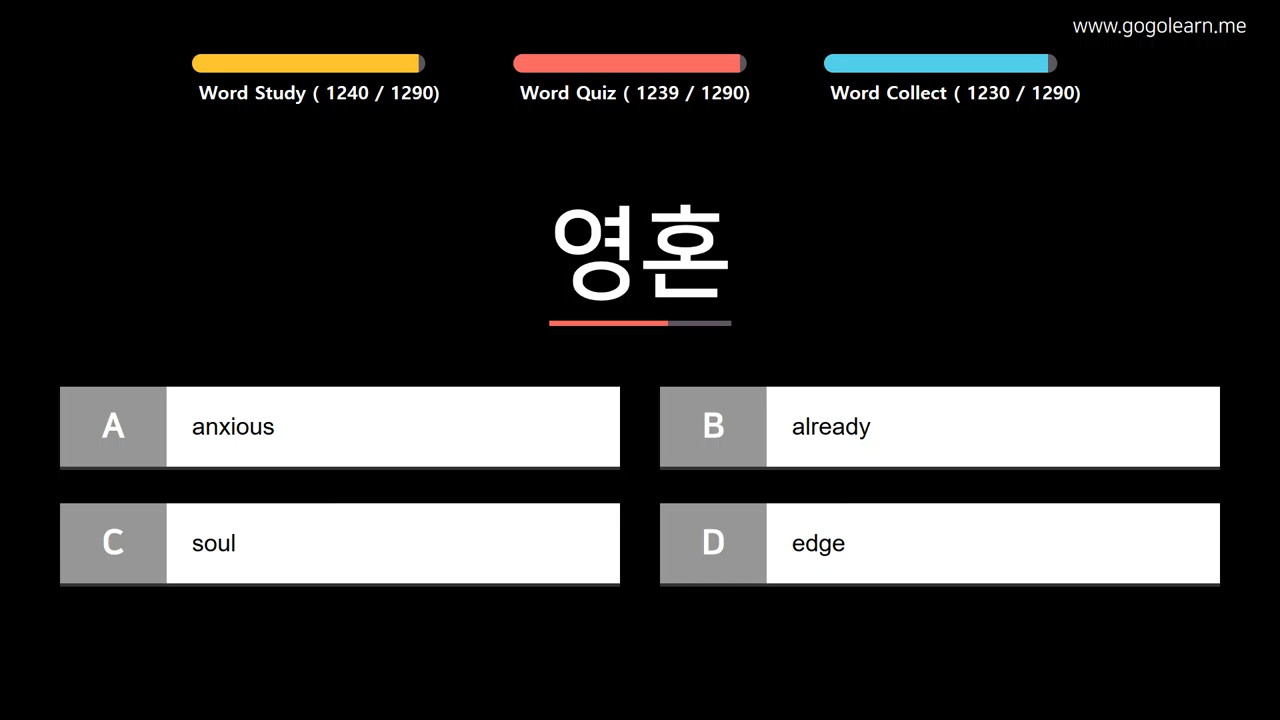 www.gogolearn.me
Word Study ( 1240 / 1290)
Word Quiz ( 1239 / 1290)
Word Collect ( 1230 / 1290)
영혼
A anxious
B already
C soul
D edge